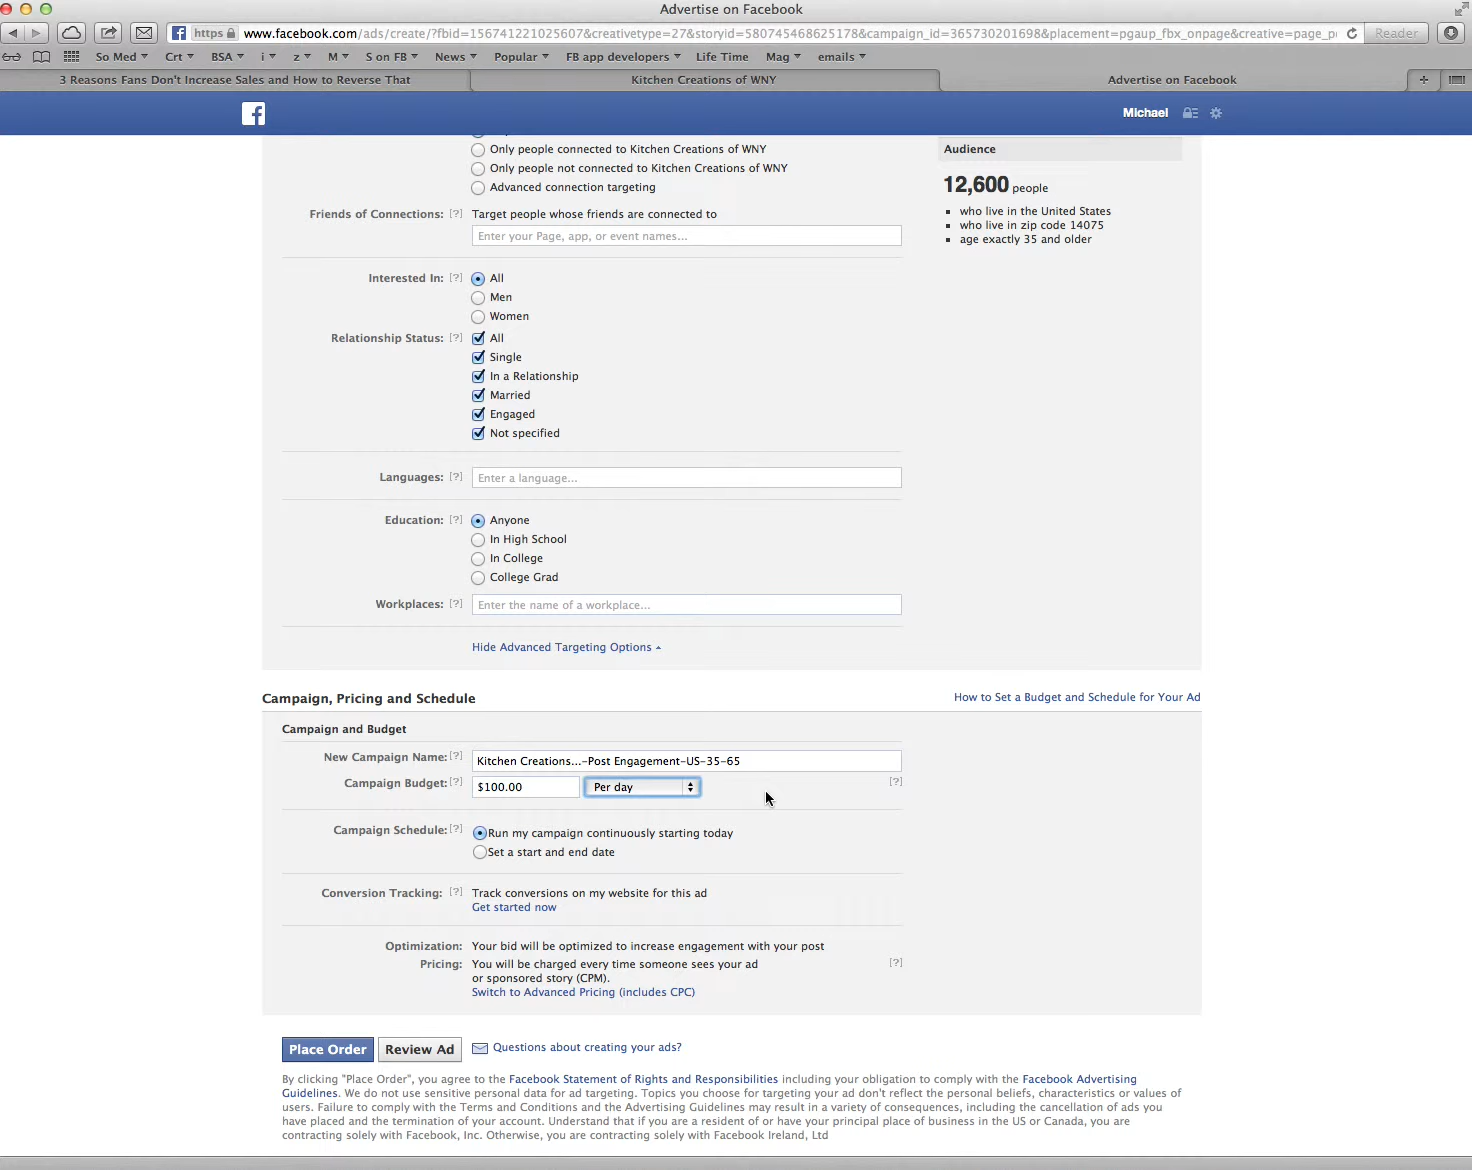 Advertise on Facebook
https www.facebook.com/ads/create/?fbid=156741221025607&creativetype=27&storyid=580745468625178&campaign_id=365730201698&placement=pgaup_fbx_onpage&creative=page_p
Reader
So Med Crt BSA i z M S on FB News Popular FB app developers Life Time Mag emails
3 Reasons Fans Don't Increase Sales and How to Reverse That Kitchen Creations of WNY Advertise on Facebook
Michael
Only people connected to Kitchen Creations of WNY
Only people not connected to Kitchen Creations of WNY
Advanced connection targeting
Friends of Connections: [?] Target people whose friends are connected to
Enter your Page, app, or event names...
Audience
12,600 people
who live in the United States
who live in zip code 14075
age exactly 35 and older
Interested In: [?] All
Men
Women
Relationship Status: [?] All
Single
In a Relationship
Married
Engaged
Not specified
Languages: [?] Enter a language...
Education: [?] Anyone
In High School
In College
College Grad
Workplaces: [?] Enter the name of a workplace...
Hide Advanced Targeting Options
Campaign, Pricing and Schedule How to Set a Budget and Schedule for Your Ad
Campaign and Budget
New Campaign Name: [?] Kitchen Creations...-Post Engagement-US-35-65
Campaign Budget: [?] $100.00 Per day [?]
Campaign Schedule: [?] Run my campaign continuously starting today
Set a start and end date
Conversion Tracking: [?] Track conversions on my website for this ad
Get started now
Optimization: Your bid will be optimized to increase engagement with your post
Pricing: You will be charged every time someone sees your ad [?]
or sponsored story (CPM).
Switch to Advanced Pricing (includes CPC)
Place Order Review Ad Questions about creating your ads?
By clicking "Place Order", you agree to the Facebook Statement of Rights and Responsibilities including your obligation to comply with the Facebook Advertising
Guidelines. We do not use sensitive personal data for ad targeting. Topics you choose for targeting your ad don't reflect the personal beliefs, characteristics or values of
users. Failure to comply with the Terms and Conditions and the Advertising Guidelines may result in a variety of consequences, including the cancellation of ads you
have placed and the termination of your account. Understand that if you are a resident of or have your principal place of business in the US or Canada, you are
contracting solely with Facebook, Inc. Otherwise, you are contracting solely with Facebook Ireland, Ltd